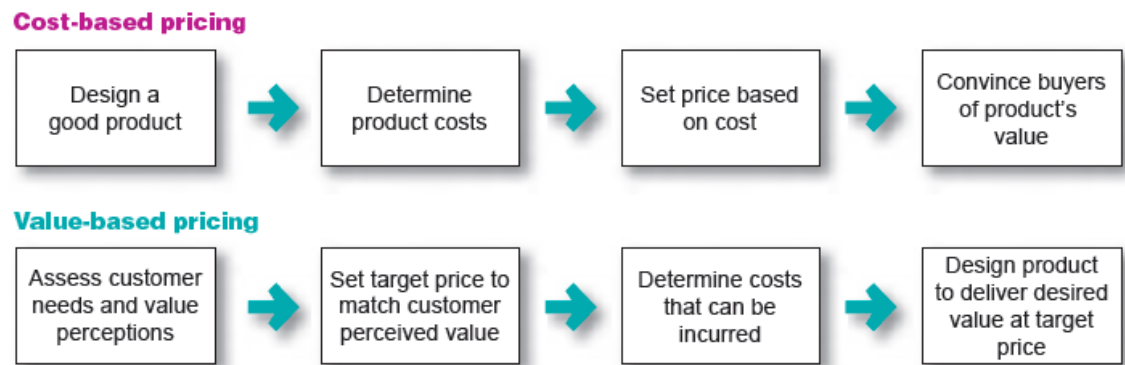 Cost-based pricing
Design a
good product
Determine
product costs
Set price based
on cost
Convince buyers
of product's
value
Value-based pricing
Assess customer
needs and value
perceptions
Set target price to
match customer
perceived value
Determine costs
that can be
incurred
Design product
to deliver desired
value at target
price